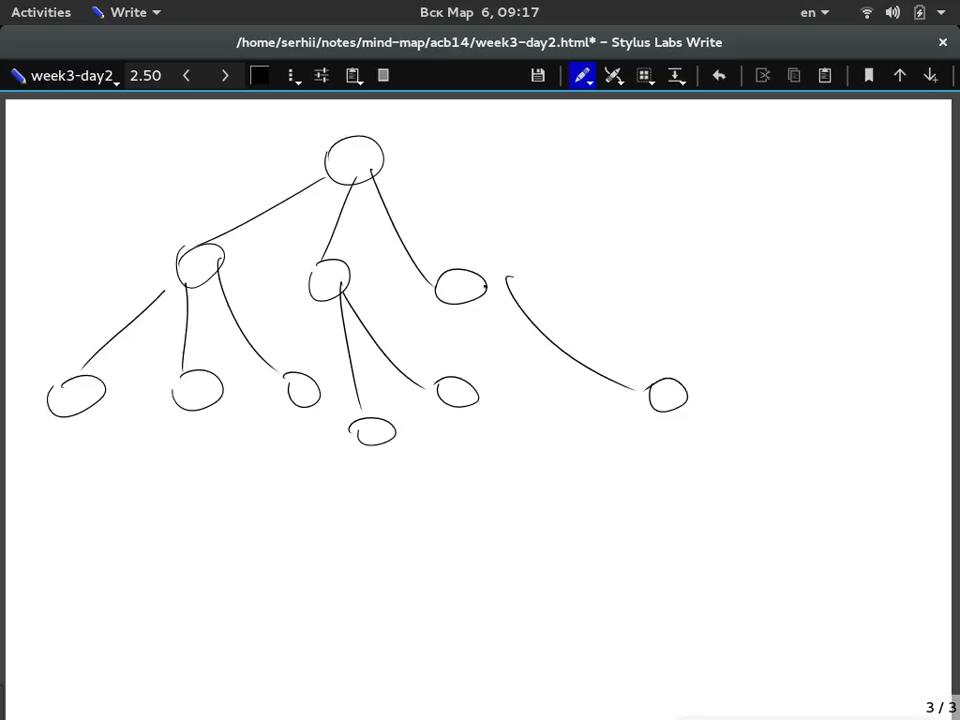 Activities Write Вск Мар 6, 09:17 en
/home/serhii/notes/mind-map/acb14/week3-day2.html* – Stylus Labs Write
week3-day2 2.50
3 / 3